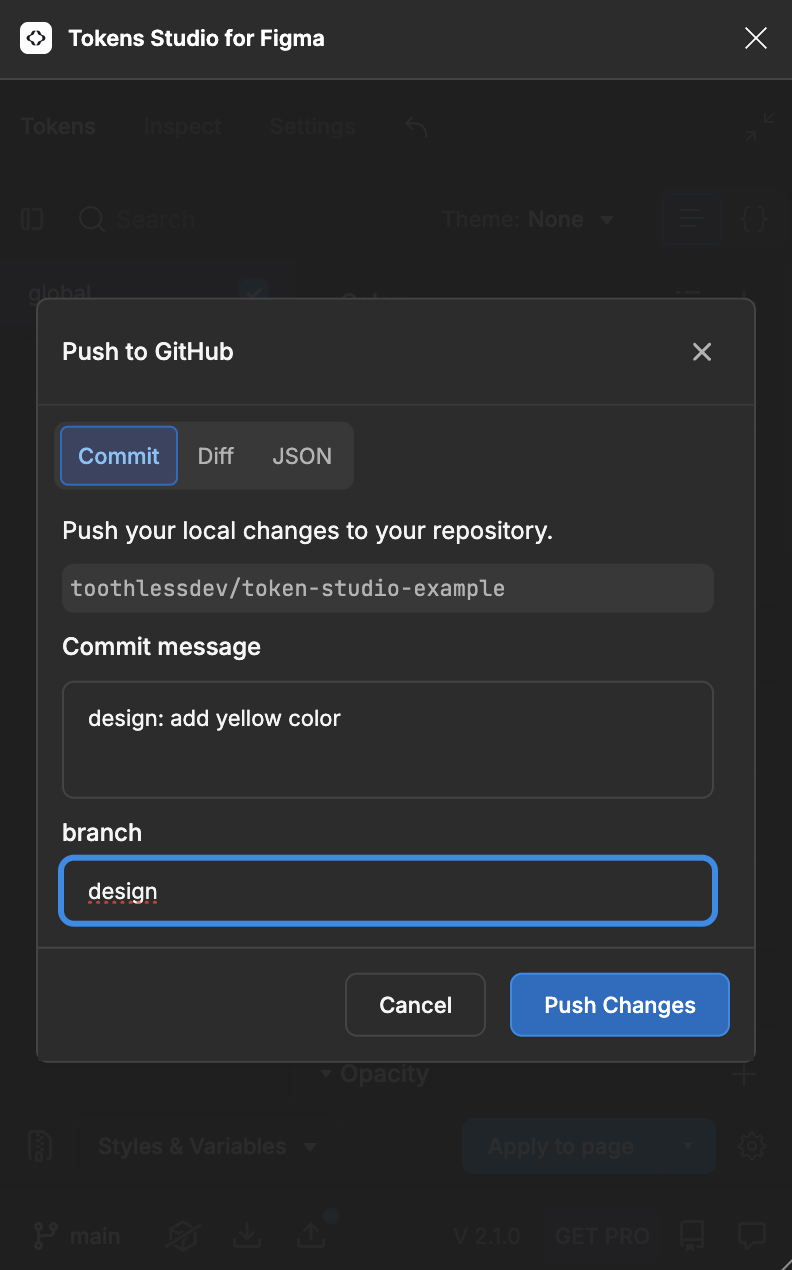 Tokens Studio for Figma
Tokens Inspect Settings
Search Theme: None
global
Push to GitHub
Commit Diff JSON
Push your local changes to your repository.
toothlessdev/token-studio-example
Commit message
design: add yellow color
branch
design
Cancel Push Changes
Opacity
Styles & Variables Apply to page
main V 2.1.0 GET PRO